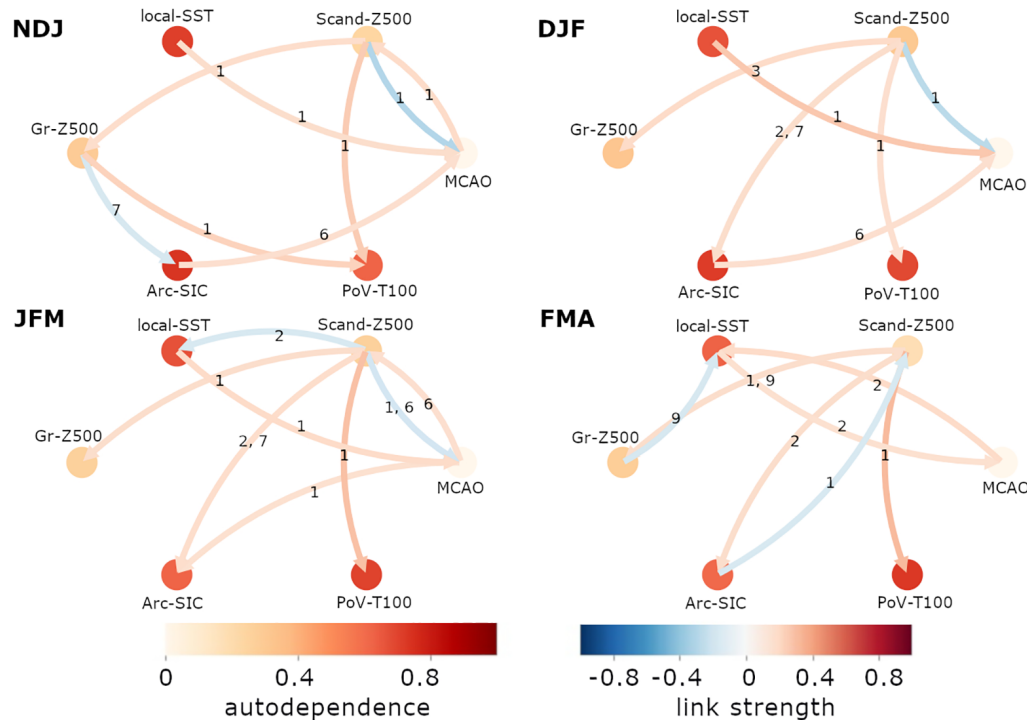 NDJ
local-SST
Scand-Z500
1
1
1
1
1
Gr-Z500
MCAO
7
1
6
Arc-SIC
PoV-T100
DJF
local-SST
Scand-Z500
3
1
1
2, 7
1
Gr-Z500
MCAO
6
Arc-SIC
PoV-T100
JFM
local-SST
Scand-Z500
2
1
1, 6
6
1
Gr-Z500
2, 7
1
MCAO
1
Arc-SIC
PoV-T100
FMA
local-SST
Scand-Z500
1, 9
2
9
2
Gr-Z500
2
1
MCAO
1
Arc-SIC
PoV-T100
0
0.4
0.8
autodependence
-0.8
-0.4
0
0.4
0.8
link strength